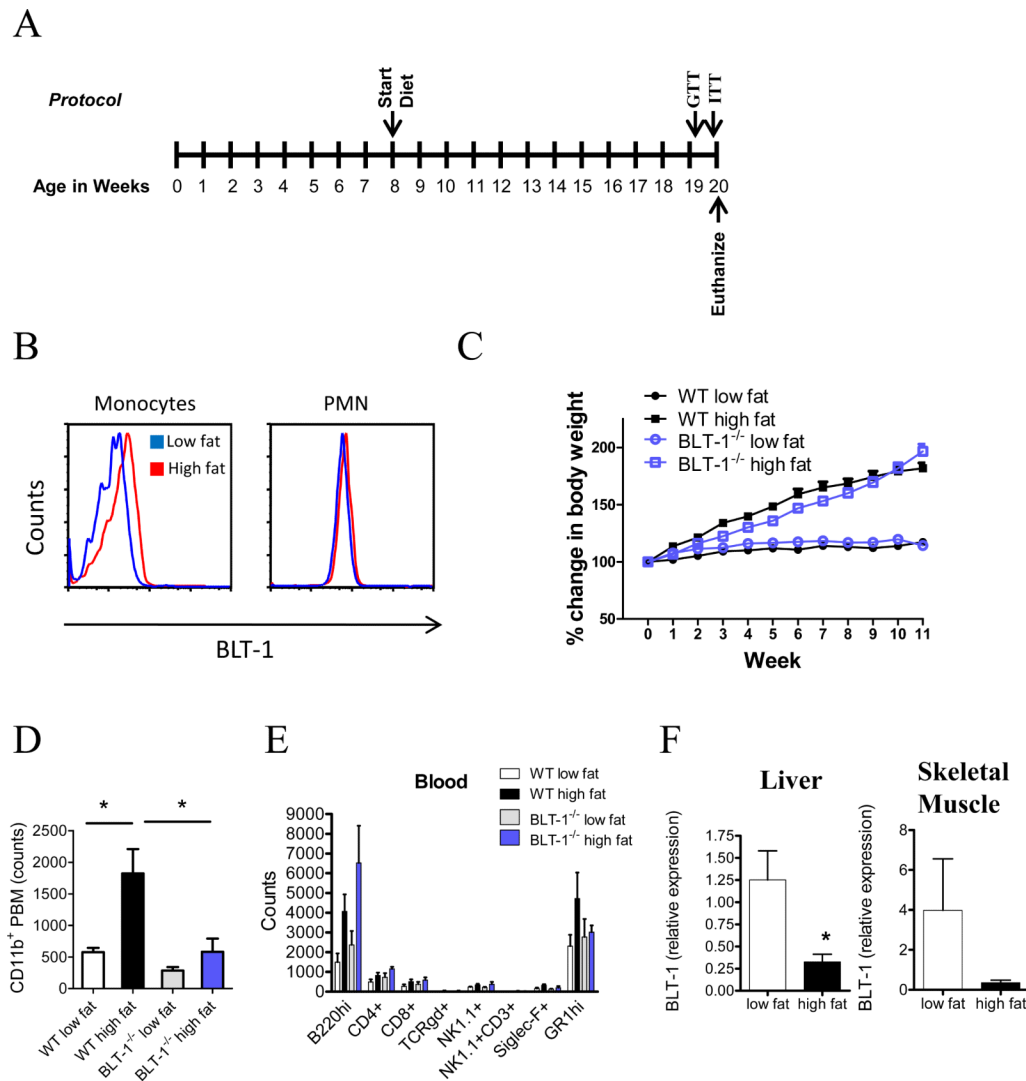 A
Protocol
Start
Diet
GTT
ITT
Age in Weeks
0 1 2 3 4 5 6 7 8 9 10 11 12 13 14 15 16 17 18 19 20
Euthanize
B
Monocytes
PMN
Low fat
High fat
Counts
BLT-1
C
WT low fat
WT high fat
BLT-1-/- low fat
BLT-1-/- high fat
% change in body weight
200
150
100
50
0 1 2 3 4 5 6 7 8 9 10 11
Week
D
*
*
CD11b+ PBM (counts)
2500
2000
1500
1000
500
0
WT low fat
WT high fat
BLT-1-/- low fat
BLT-1-/- high fat
E
Blood
WT low fat
WT high fat
BLT-1-/- low fat
BLT-1-/- high fat
Counts
9000
8000
7000
6000
5000
4000
3000
2000
1000
0
B220hi
CD4+
CD8+
TCRgd+
NK1.1+
NK1.1+CD3+
Siglec-F+
GR1hi
F
Liver
BLT-1 (relative expression)
1.75
1.50
1.25
1.00
0.75
0.50
0.25
0.00
*
low fat
high fat
Skeletal
Muscle
BLT-1 (relative expression)
8
6
4
2
0
low fat
high fat